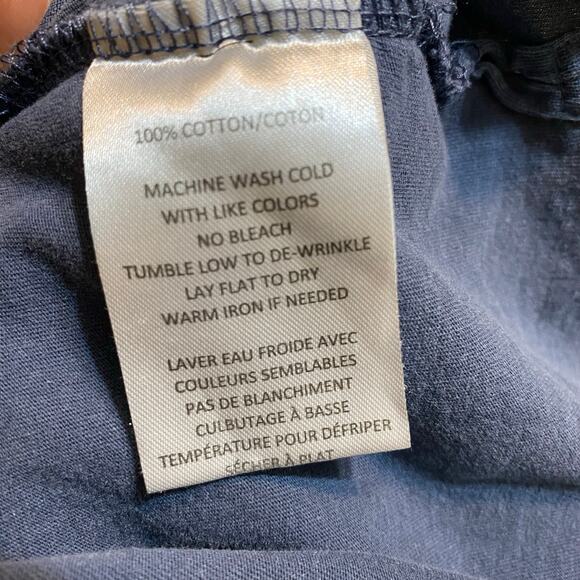 100% COTTON/COTON
MACHINE WASH COLD
WITH LIKE COLORS
NO BLEACH
TUMBLE LOW TO DE-WRINKLE
LAY FLAT TO DRY
WARM IRON IF NEEDED
LAVER EAU FROIDE AVEC
COULEURS SEMBLABLES
PAS DE BLANCHIMENT
CULBUTAGE À BASSE
TEMPÉRATURE POUR DÉFRIPER
SÉCHER À PLAT